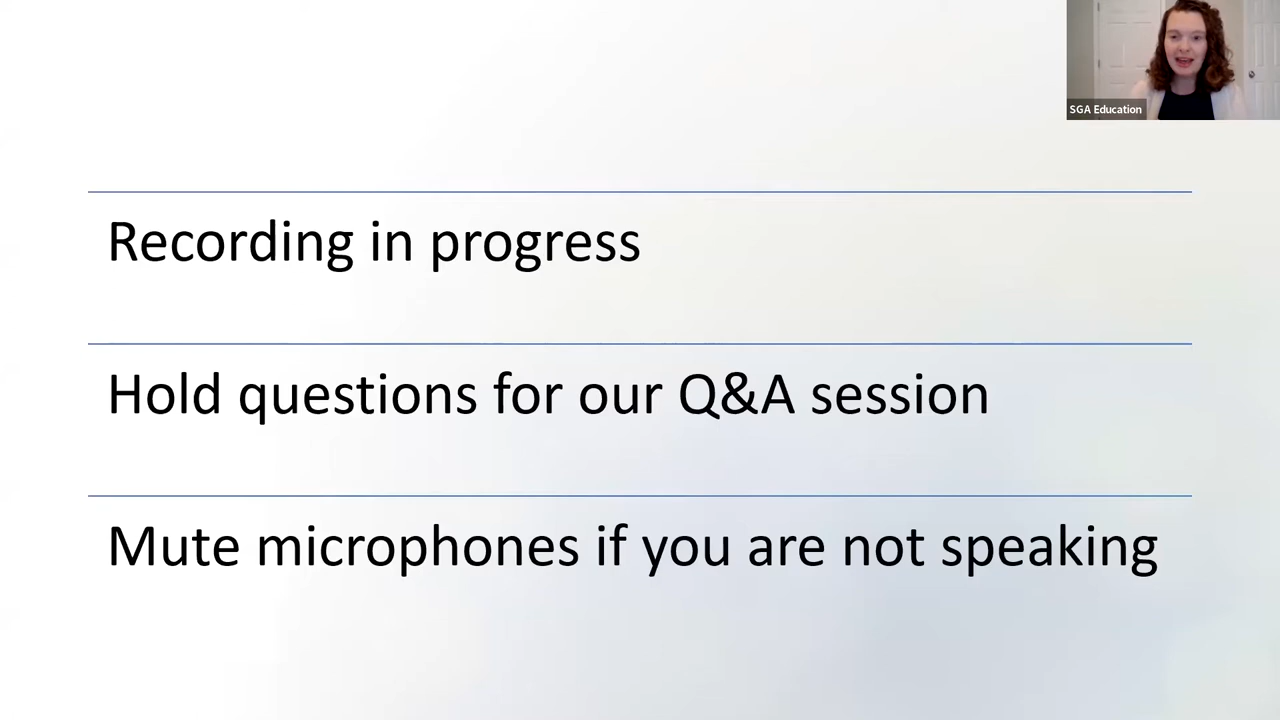 SGA Education
Recording in progress
Hold questions for our Q&A session
Mute microphones if you are not speaking